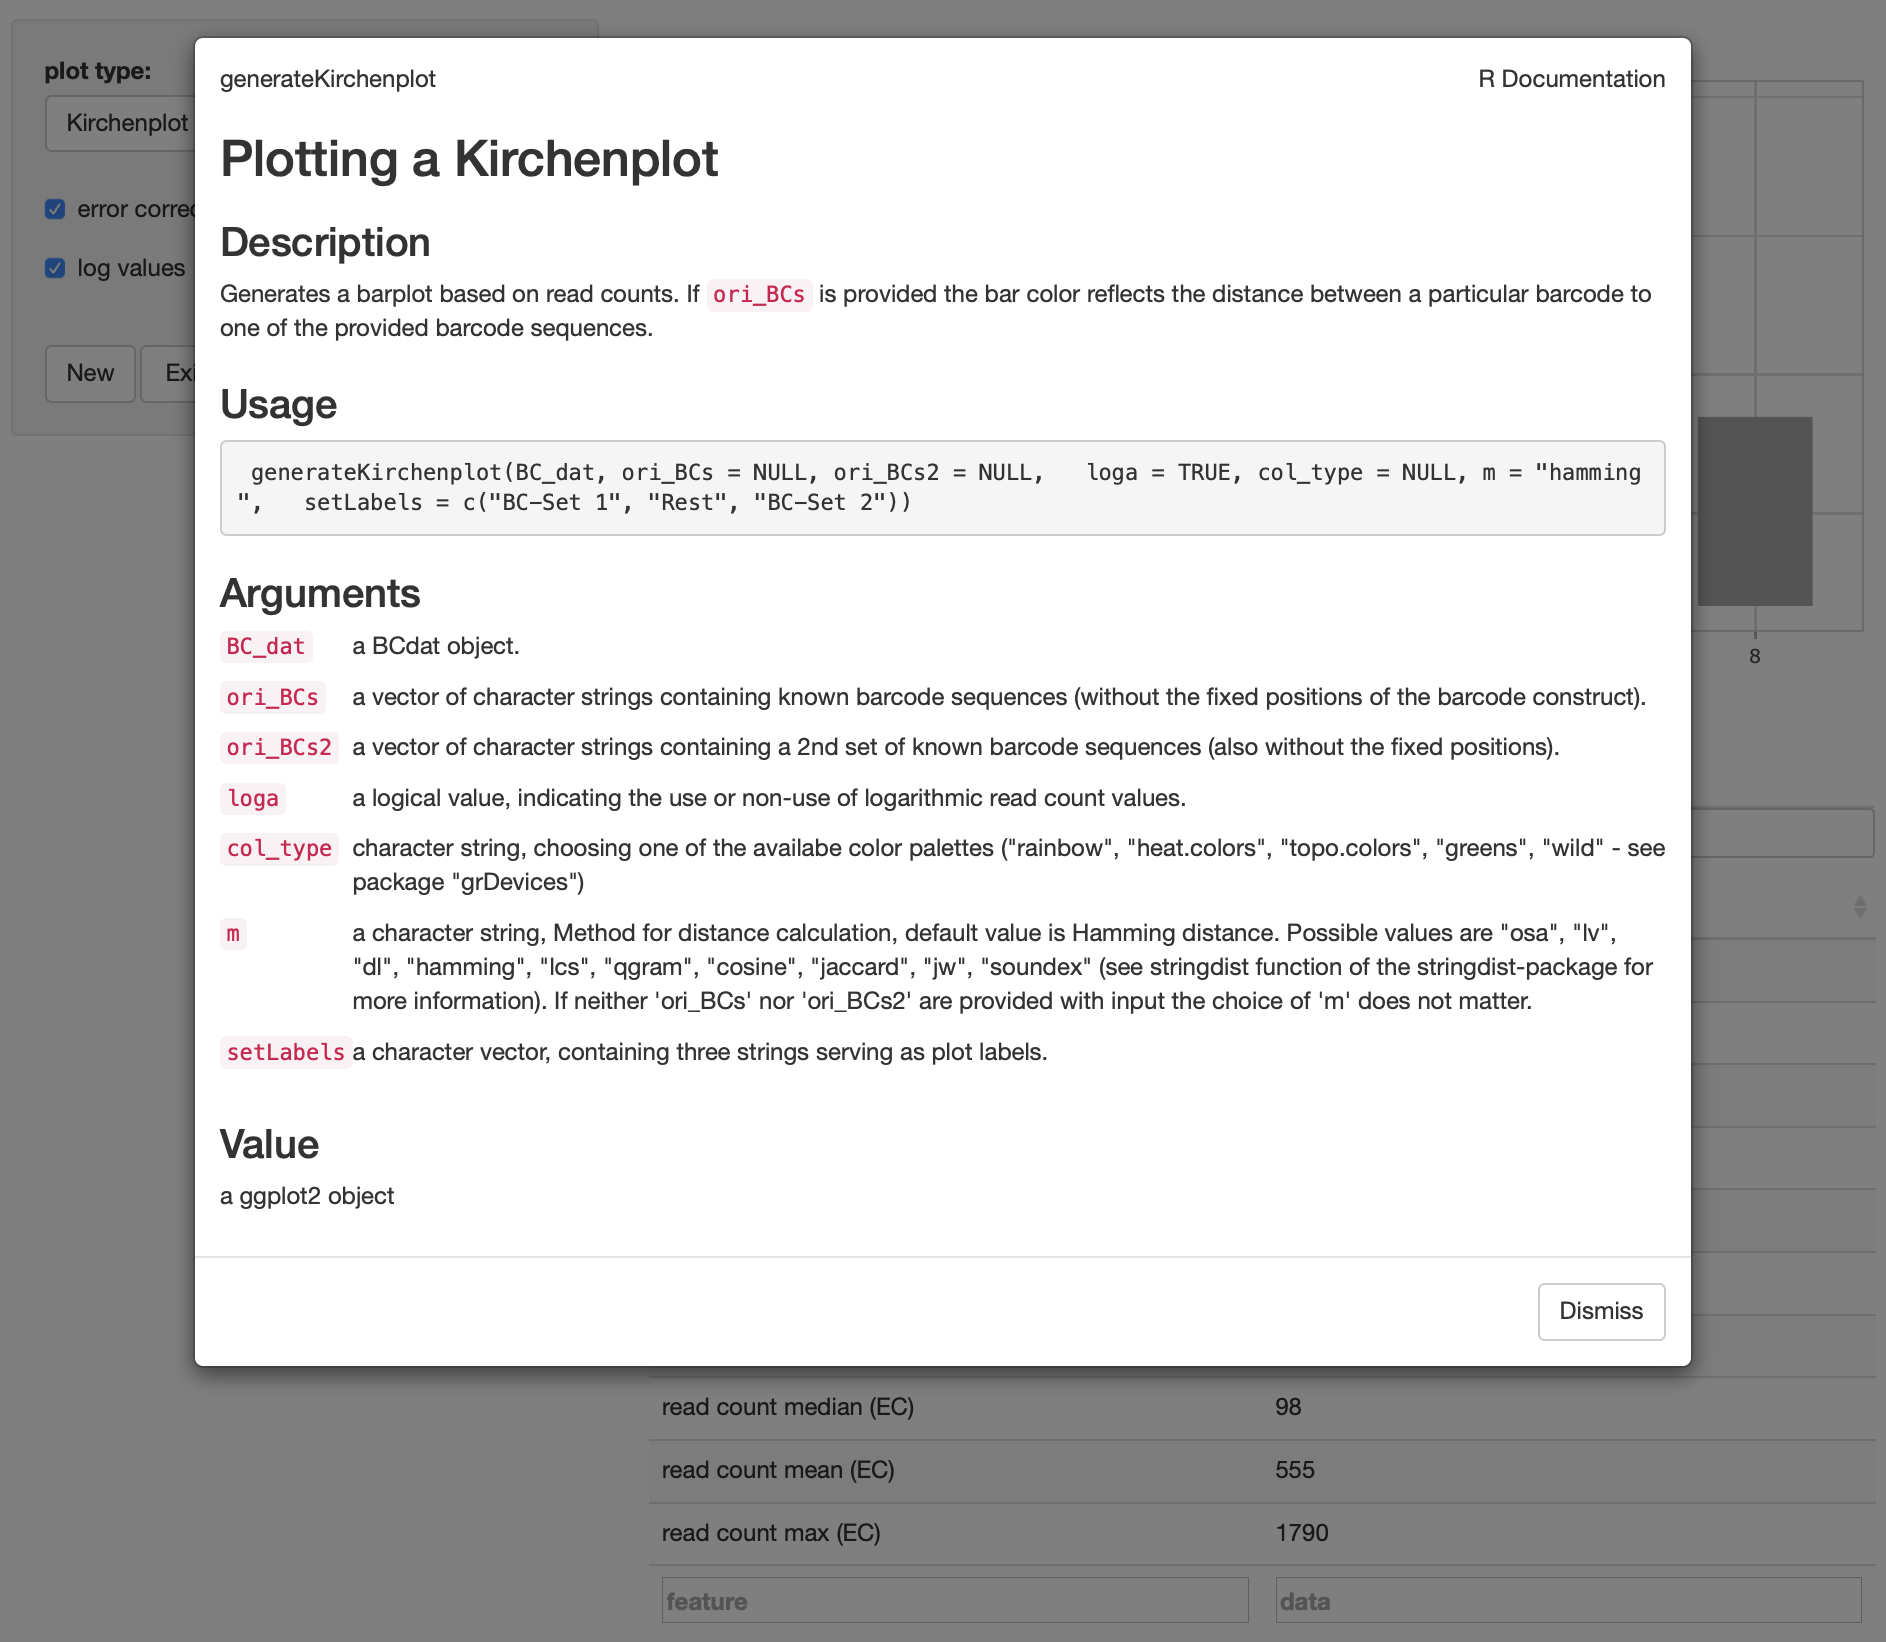 plot type:
Kirchenplot
error correc
log values
New
Exi
generateKirchenplot
R Documentation
Plotting a Kirchenplot
Description
Generates a barplot based on read counts. If ori_BCs is provided the bar color reflects the distance between a particular barcode to
one of the provided barcode sequences.
Usage
generateKirchenplot(BC_dat, ori_BCs = NULL, ori_BCs2 = NULL,   loga = TRUE, col_type = NULL, m = "hamming
",   setLabels = c("BC-Set 1", "Rest", "BC-Set 2"))
Arguments
BC_dat a BCdat object.
ori_BCs a vector of character strings containing known barcode sequences (without the fixed positions of the barcode construct).
ori_BCs2 a vector of character strings containing a 2nd set of known barcode sequences (also without the fixed positions).
loga a logical value, indicating the use or non-use of logarithmic read count values.
col_type character string, choosing one of the availabe color palettes ("rainbow", "heat.colors", "topo.colors", "greens", "wild" - see
package "grDevices")
m a character string, Method for distance calculation, default value is Hamming distance. Possible values are "osa", "lv",
"dl", "hamming", "lcs", "qgram", "cosine", "jaccard", "jw", "soundex" (see stringdist function of the stringdist-package for
more information). If neither 'ori_BCs' nor 'ori_BCs2' are provided with input the choice of 'm' does not matter.
setLabels a character vector, containing three strings serving as plot labels.
Value
a ggplot2 object
Dismiss
8
read count median (EC) 98
read count mean (EC) 555
read count max (EC) 1790
feature data